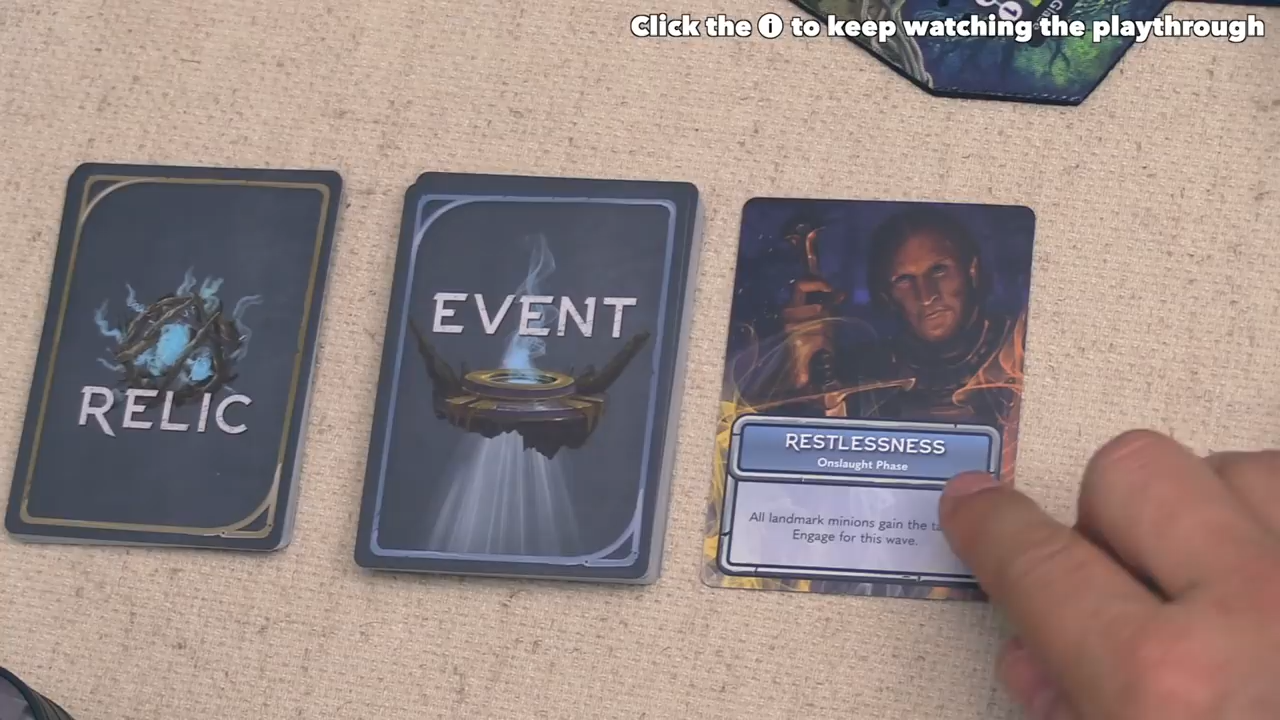 Click the i to keep watching the playthrough
RELIC
EVENT
RESTLESSNESS
Onslaught Phase
All landmark minions gain the
Engage for this wave.